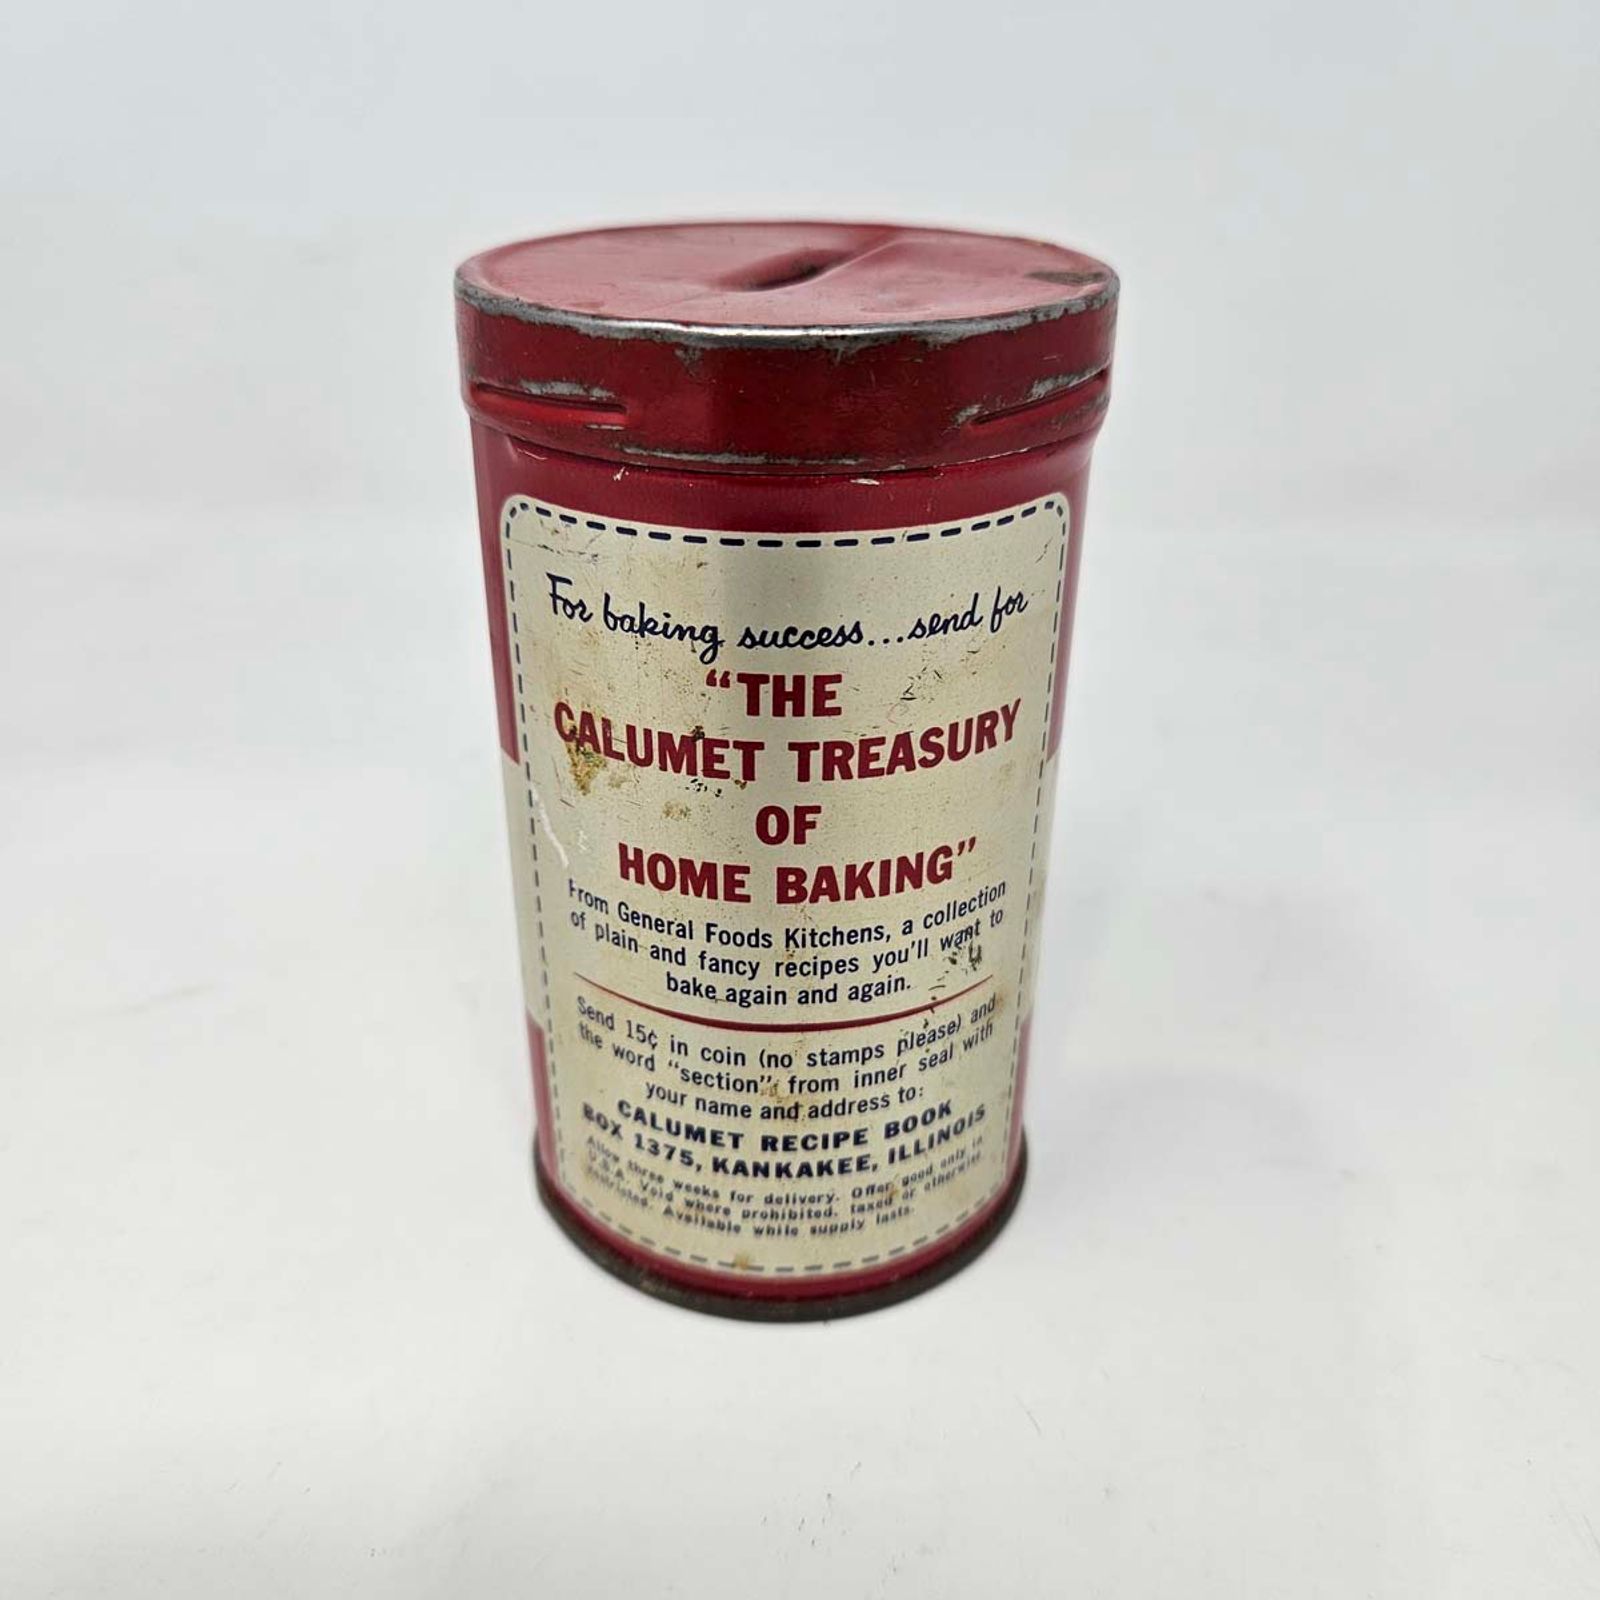 For baking success...send for
“THE
CALUMET TREASURY
OF
HOME BAKING”
From General Foods Kitchens, a collection
of plain and fancy recipes you'll want to
bake again and again.
Send 15¢ in coin (no stamps please) and
the word “section” from inner seal with
your name and address to:
CALUMET RECIPE BOOK
BOX 1375, KANKAKEE, ILLINOIS
Allow three weeks for delivery. Offer good only in
U.S.A. Void where prohibited, taxed or otherwise
restricted. Available while supply lasts.